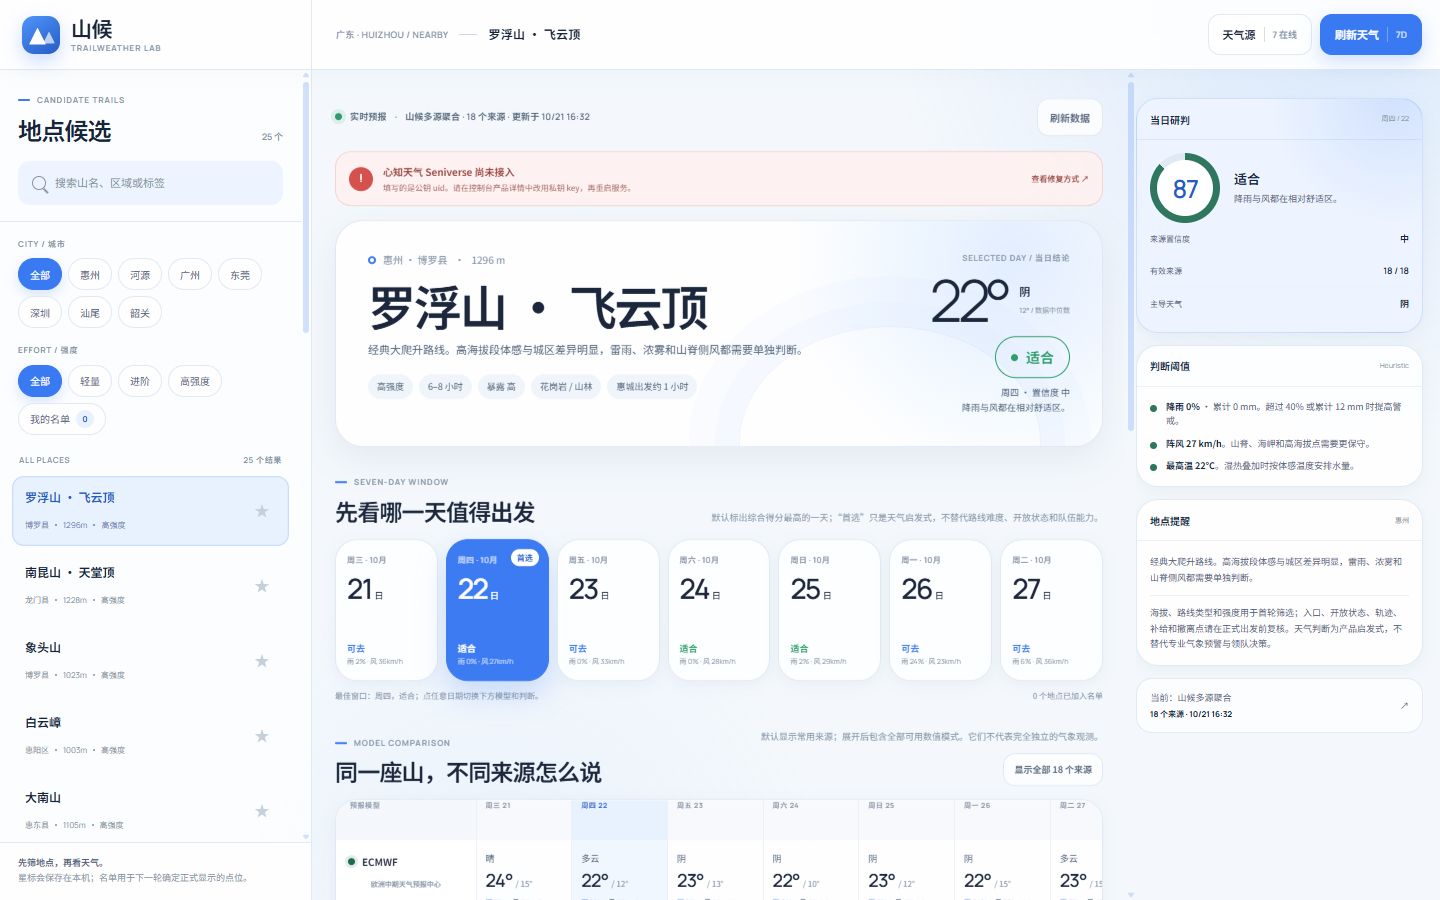 山候
TRAILWEATHER LAB
广东 · HUIZHOU / NEARBY
罗浮山 · 飞云顶
天气源 7 在线
刷新天气 7D
CANDIDATE TRAILS
地点候选
25 个
搜索山名、区域或标签
CITY / 城市
全部 惠州 河源 广州 东莞
深圳 汕尾 韶关
EFFORT / 强度
全部 轻量 进阶 高强度
我的名单 0
ALL PLACES
25 个结果
罗浮山 · 飞云顶
博罗县 · 1296m · 高强度
★
南昆山 · 天堂顶
龙门县 · 1228m · 高强度
★
象头山
博罗县 · 1023m · 高强度
★
白云嶂
惠阳区 · 1003m · 高强度
★
大南山
惠东县 · 1105m · 高强度
★
先筛地点，再看天气。
星标会保存在本机；名单用于下一轮确定正式显示的点位。
实时预报 · 山候多源聚合 · 18 个来源 · 更新于 10/21 16:32
刷新数据
!
心知天气 Seniverse 尚未接入
填写的是公钥 uid。请在控制台产品详情中改用私钥 key，再重启服务。
查看修复方式 ↗
惠州 · 博罗县 · 1296 m
罗浮山 · 飞云顶
经典大爬升路线。高海拔段体感与城区差异明显，雷雨、浓雾和山脊侧风都需要单独判断。
高强度 6–8 小时 暴露 高 花岗岩 / 山林 惠城出发约 1 小时
SELECTED DAY / 当日结论
22° 阴
12° / 数据中位数
适合
周四 · 置信度 中
降雨与风都在相对舒适区。
SEVEN-DAY WINDOW
先看哪一天值得出发
默认标出综合得分最高的一天；“首选”只是天气启发式，不替代路线难度、开放状态和队伍能力。
周三 · 10月
21 日
可去
雨 2% · 风 36km/h
周四 · 10月
首选
22 日
适合
雨 0% · 风 27km/h
周五 · 10月
23 日
可去
雨 0% · 风 33km/h
周六 · 10月
24 日
适合
雨 0% · 风 28km/h
周日 · 10月
25 日
适合
雨 2% · 风 29km/h
周一 · 10月
26 日
可去
雨 24% · 风 23km/h
周二 · 10月
27 日
可去
雨 6% · 风 36km/h
最佳窗口：周四，适合；点任意日期切换下方模型和判断。
0 个地点已加入名单
MODEL COMPARISON
同一座山，不同来源怎么说
默认显示常用来源；展开后包含全部可用数值模式。它们不代表完全独立的气象观测。
显示全部 18 个来源
预报模型 周三 21 周四 22 周五 23 周六 24 周日 25 周一 26 周二 27
ECMWF
欧洲中期天气预报中心
晴 多云 阴 阴 阴 阴 多云
24° / 15° 22° / 12° 23° / 13° 22° / 10° 23° / 12° 22° / 15° 23° / 15
当日研判
周四 / 22
87
适合
降雨与风都在相对舒适区。
来源置信度 中
有效来源 18 / 18
主导天气 阴
判断阈值
Heuristic
降雨 0% · 累计 0 mm。超过 40% 或累计 12 mm 时提高警
戒。
阵风 27 km/h。山脊、海岬和高海拔点需要更保守。
最高温 22°C。湿热叠加时按体感温度安排水量。
地点提醒
惠州
经典大爬升路线。高海拔段体感与城区差异明显，雷雨、浓雾和
山脊侧风都需要单独判断。
海拔、路线类型和强度用于首轮筛选；入口、开放状态、轨迹、
补给和撤离点请在正式出发前复核。天气判断为产品启发式，不
替代专业气象预警与领队决策。
当前：山候多源聚合
18 个来源 · 10/21 16:32
↗